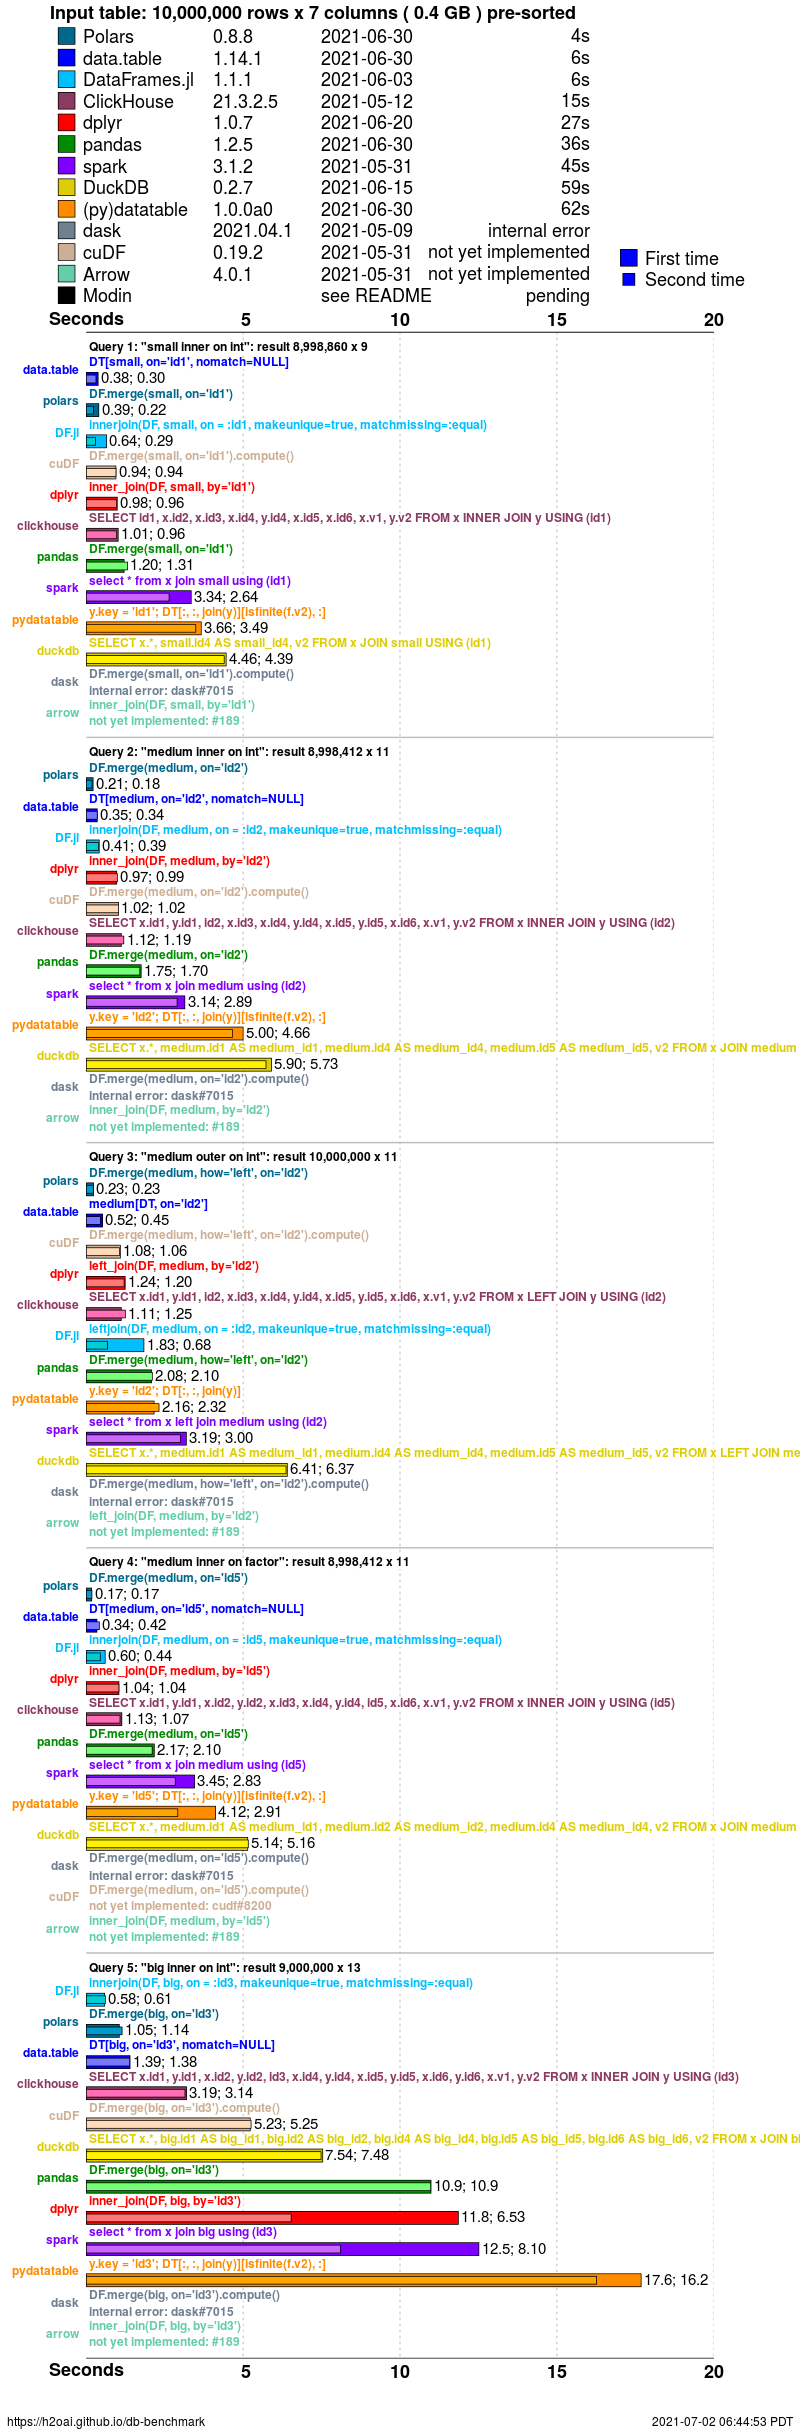 Input table: 10,000,000 rows x 7 columns ( 0.4 GB ) pre-sorted
Polars 0.8.8 2021-06-30 4s
data.table 1.14.1 2021-06-30 6s
DataFrames.jl 1.1.1 2021-06-03 6s
ClickHouse 21.3.2.5 2021-05-12 15s
dplyr 1.0.7 2021-06-20 27s
pandas 1.2.5 2021-06-30 36s
spark 3.1.2 2021-05-31 45s
DuckDB 0.2.7 2021-06-15 59s
(py)datatable 1.0.0a0 2021-06-30 62s
dask 2021.04.1 2021-05-09 internal error
cuDF 0.19.2 2021-05-31 not yet implemented
First time
Arrow 4.0.1 2021-05-31 not yet implemented
Second time
Modin see README pending
Seconds 5 10 15 20
Query 1: "small inner on int": result 8,998,860 x 9
DT[small, on='id1', nomatch=NULL]
data.table 0.38; 0.30
DF.merge(small, on='id1')
polars 0.39; 0.22
innerjoin(DF, small, on = :id1, makeunique=true, matchmissing=:equal)
DF.jl 0.64; 0.29
DF.merge(small, on='id1').compute()
cuDF 0.94; 0.94
inner_join(DF, small, by='id1')
dplyr 0.98; 0.96
SELECT id1, x.id2, x.id3, x.id4, y.id4, x.id5, x.id6, x.v1, y.v2 FROM x INNER JOIN y USING (id1)
clickhouse 1.01; 0.96
DF.merge(small, on='id1')
pandas 1.20; 1.31
select * from x join small using (id1)
spark 3.34; 2.64
y.key = 'id1'; DT[:, :, join(y)][isfinite(f.v2), :]
pydatatable 3.66; 3.49
SELECT x.*, small.id4 AS small_id4, v2 FROM x JOIN small USING (id1)
duckdb 4.46; 4.39
DF.merge(small, on='id1').compute()
dask internal error: dask#7015
inner_join(DF, small, by='id1')
arrow not yet implemented: #189
Query 2: "medium inner on int": result 8,998,412 x 11
DF.merge(medium, on='id2')
polars 0.21; 0.18
DT[medium, on='id2', nomatch=NULL]
data.table 0.35; 0.34
innerjoin(DF, medium, on = :id2, makeunique=true, matchmissing=:equal)
DF.jl 0.41; 0.39
inner_join(DF, medium, by='id2')
dplyr 0.97; 0.99
DF.merge(medium, on='id2').compute()
cuDF 1.02; 1.02
SELECT x.id1, y.id1, id2, x.id3, x.id4, y.id4, x.id5, y.id5, x.id6, x.v1, y.v2 FROM x INNER JOIN y USING (id2)
clickhouse 1.12; 1.19
DF.merge(medium, on='id2')
pandas 1.75; 1.70
select * from x join medium using (id2)
spark 3.14; 2.89
y.key = 'id2'; DT[:, :, join(y)][isfinite(f.v2), :]
pydatatable 5.00; 4.66
SELECT x.*, medium.id1 AS medium_id1, medium.id4 AS medium_id4, medium.id5 AS medium_id5, v2 FROM x JOIN medium
duckdb 5.90; 5.73
DF.merge(medium, on='id2').compute()
dask internal error: dask#7015
inner_join(DF, medium, by='id2')
arrow not yet implemented: #189
Query 3: "medium outer on int": result 10,000,000 x 11
DF.merge(medium, how='left', on='id2')
polars 0.23; 0.23
medium[DT, on='id2']
data.table 0.52; 0.45
DF.merge(medium, how='left', on='id2').compute()
cuDF 1.08; 1.06
left_join(DF, medium, by='id2')
dplyr 1.24; 1.20
SELECT x.id1, y.id1, id2, x.id3, x.id4, y.id4, x.id5, y.id5, x.id6, x.v1, y.v2 FROM x LEFT JOIN y USING (id2)
clickhouse 1.11; 1.25
leftjoin(DF, medium, on = :id2, makeunique=true, matchmissing=:equal)
DF.jl 1.83; 0.68
DF.merge(medium, how='left', on='id2')
pandas 2.08; 2.10
y.key = 'id2'; DT[:, :, join(y)]
pydatatable 2.16; 2.32
select * from x left join medium using (id2)
spark 3.19; 3.00
SELECT x.*, medium.id1 AS medium_id1, medium.id4 AS medium_id4, medium.id5 AS medium_id5, v2 FROM x LEFT JOIN me
duckdb 6.41; 6.37
DF.merge(medium, how='left', on='id2').compute()
dask internal error: dask#7015
left_join(DF, medium, by='id2')
arrow not yet implemented: #189
Query 4: "medium inner on factor": result 8,998,412 x 11
DF.merge(medium, on='id5')
polars 0.17; 0.17
DT[medium, on='id5', nomatch=NULL]
data.table 0.34; 0.42
innerjoin(DF, medium, on = :id5, makeunique=true, matchmissing=:equal)
DF.jl 0.60; 0.44
inner_join(DF, medium, by='id5')
dplyr 1.04; 1.04
SELECT x.id1, y.id1, x.id2, y.id2, x.id3, x.id4, y.id4, id5, x.id6, x.v1, y.v2 FROM x INNER JOIN y USING (id5)
clickhouse 1.13; 1.07
DF.merge(medium, on='id5')
pandas 2.17; 2.10
select * from x join medium using (id5)
spark 3.45; 2.83
y.key = 'id5'; DT[:, :, join(y)][isfinite(f.v2), :]
pydatatable 4.12; 2.91
SELECT x.*, medium.id1 AS medium_id1, medium.id2 AS medium_id2, medium.id4 AS medium_id4, v2 FROM x JOIN medium
duckdb 5.14; 5.16
DF.merge(medium, on='id5').compute()
dask internal error: dask#7015
DF.merge(medium, on='id5').compute()
cuDF not yet implemented: cudf#8200
inner_join(DF, medium, by='id5')
arrow not yet implemented: #189
Query 5: "big inner on int": result 9,000,000 x 13
innerjoin(DF, big, on = :id3, makeunique=true, matchmissing=:equal)
DF.jl 0.58; 0.61
DF.merge(big, on='id3')
polars 1.05; 1.14
DT[big, on='id3', nomatch=NULL]
data.table 1.39; 1.38
SELECT x.id1, y.id1, x.id2, y.id2, id3, x.id4, y.id4, x.id5, y.id5, x.id6, y.id6, x.v1, y.v2 FROM x INNER JOIN y USING (id3)
clickhouse 3.19; 3.14
DF.merge(big, on='id3').compute()
cuDF 5.23; 5.25
SELECT x.*, big.id1 AS big_id1, big.id2 AS big_id2, big.id4 AS big_id4, big.id5 AS big_id5, big.id6 AS big_id6, v2 FROM x JOIN bi
duckdb 7.54; 7.48
DF.merge(big, on='id3')
pandas 10.9; 10.9
inner_join(DF, big, by='id3')
dplyr 11.8; 6.53
select * from x join big using (id3)
spark 12.5; 8.10
y.key = 'id3'; DT[:, :, join(y)][isfinite(f.v2), :]
pydatatable 17.6; 16.2
DF.merge(big, on='id3').compute()
dask internal error: dask#7015
inner_join(DF, big, by='id3')
arrow not yet implemented: #189
Seconds 5 10 15 20
https://h2oai.github.io/db-benchmark 2021-07-02 06:44:53 PDT